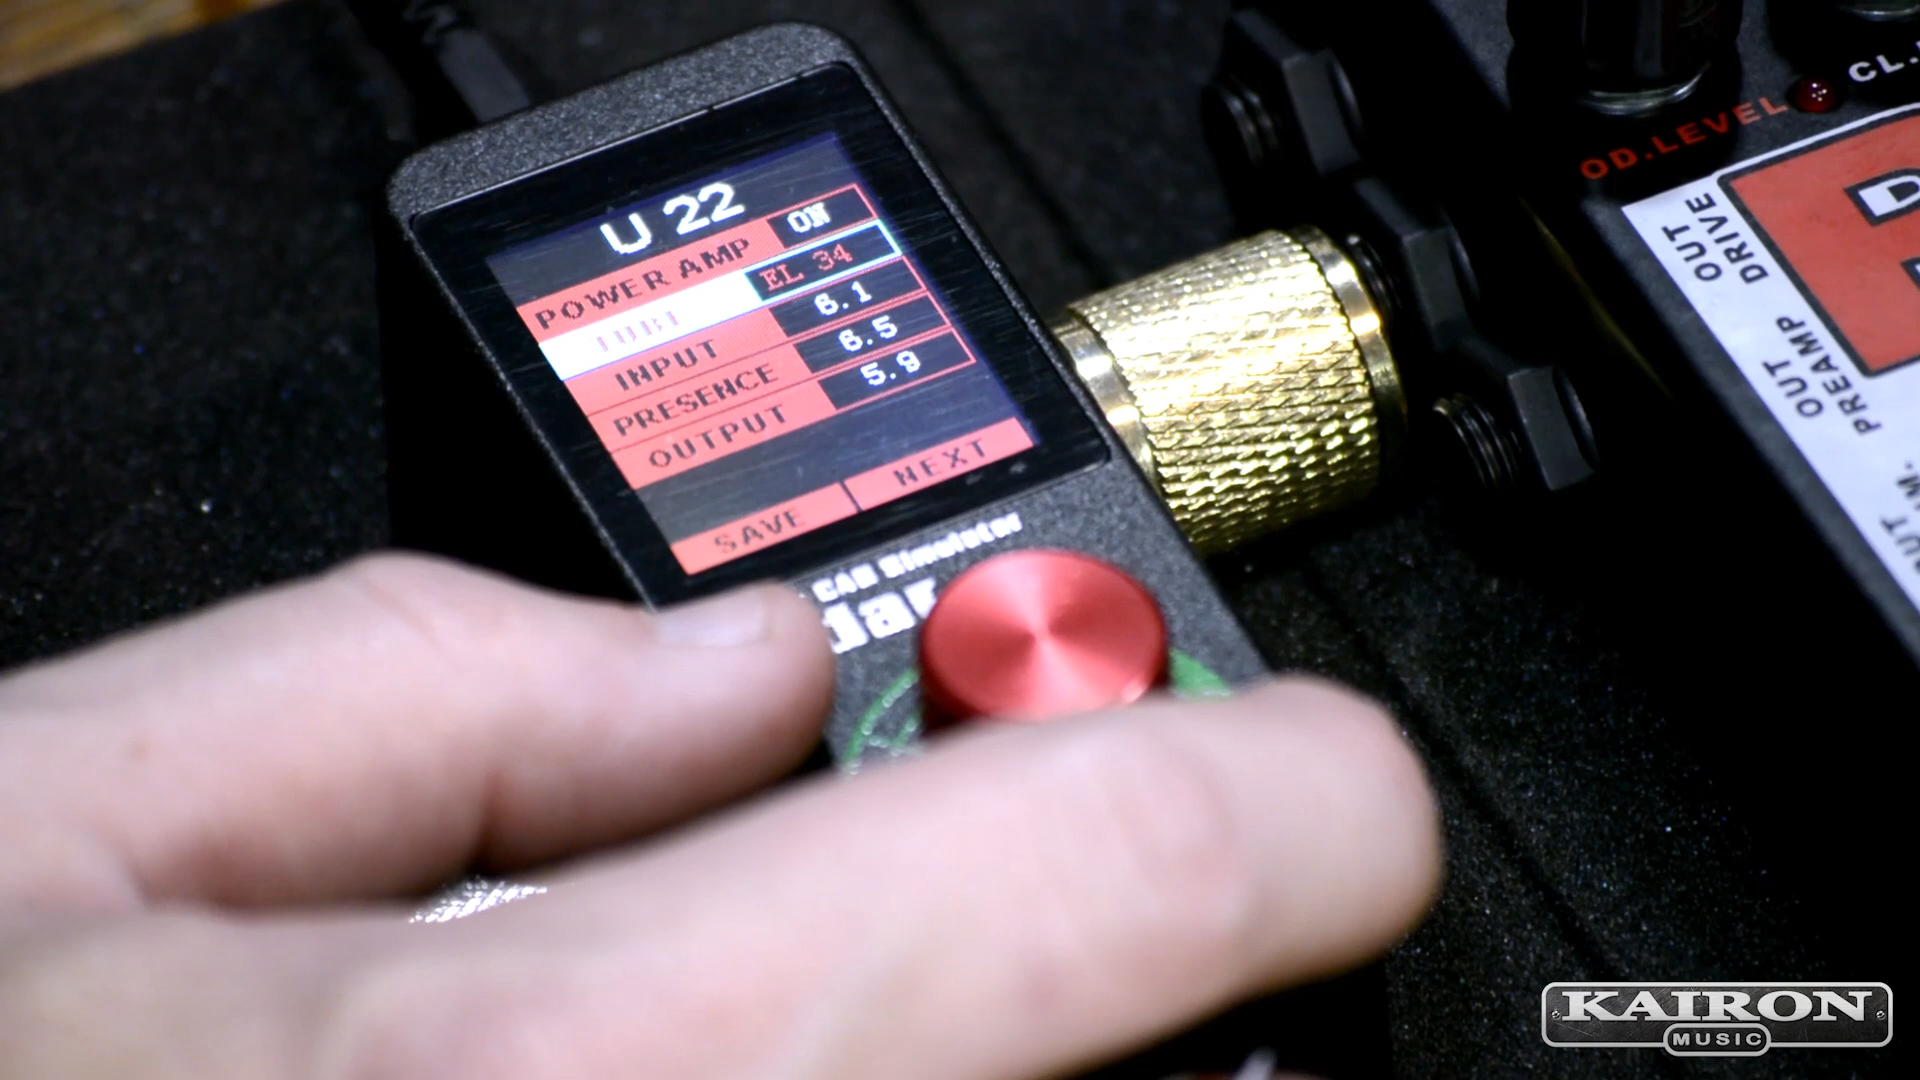 U 22
POWER AMP ON
TUBE EL 34
INPUT 6.1
PRESENCE 6.5
OUTPUT 5.9
SAVE NEXT
CAB Simulator
OD.LEVEL
OUT DRIVE
OUT PREAMP
KAIRON
MUSIC